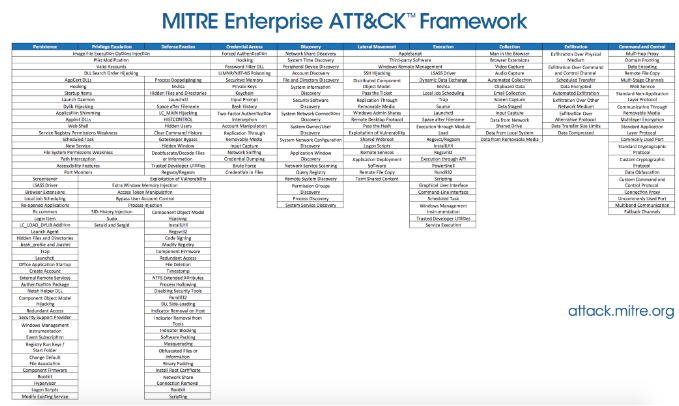 MITRE Enterprise ATT&CK™ Framework
Persistence Privilege Escalation Defense Evasion Credential Access Discovery Lateral Movement Execution Collection Exfiltration Command and Control
Image File Execution Options Injection Forced Authentication Network Share Discovery AppleScript Man in the Browser Exfiltration Over Physical Medium Multi-hop Proxy
Plist Modification Hooking System Time Discovery Third-party Software Browser Extensions Domain Fronting
Valid Accounts Password Filter DLL Peripheral Device Discovery Windows Remote Management Video Capture Exfiltration Over Command and Control Channel Data Encoding
DLL Search Order Hijacking LLMNR/NBT-NS Poisoning Account Discovery SSH Hijacking LSASS Driver Audio Capture Remote File Copy
AppCert DLLs Process Doppelgänging Securityd Memory File and Directory Discovery Distributed Component Object Model Dynamic Data Exchange Automated Collection Scheduled Transfer Multi-Stage Channels
Hooking Mshta Private Keys System Information Discovery Mshta Clipboard Data Data Encrypted Web Service
Startup Items Hidden Files and Directories Keychain Pass the Ticket Local Job Scheduling Email Collection Automated Exfiltration Standard Non-Application Layer Protocol
Launch Daemon Launchctl Input Prompt Security Software Discovery Replication Through Removable Media Trap Screen Capture Exfiltration Over Other Network Medium
Dylib Hijacking Space after Filename Bash History Source Data Staged Communication Through Removable Media
Application Shimming LC_MAIN Hijacking Two-Factor Authentication Interception System Network Connections Discovery Windows Admin Shares Launchctl Input Capture Exfiltration Over Alternative Protocol
AppInit DLLs HISTCONTROL Remote Desktop Protocol Space after Filename Data from Network Shared Drive Multilayer Encryption
Web Shell Hidden Users Account Manipulation System Owner/User Discovery Pass the Hash Execution through Module Load Data Transfer Size Limits Standard Application Layer Protocol
Service Registry Permissions Weakness Clear Command History Replication Through Removable Media Exploitation of Vulnerability Data from Local System
Scheduled Task Gatekeeper Bypass System Network Configuration Discovery Shared Webroot Regsvcs/Regasm Data from Removable Media Commonly Used Port
New Service Hidden Window Input Capture Logon Scripts InstallUtil Standard Cryptographic Protocol
File System Permissions Weakness Deobfuscate/Decode Files or Information Network Sniffing Application Window Discovery Remote Services Regsvr32
Path Interception Credential Dumping Application Deployment Software Execution through API Custom Cryptographic Protocol
Accessibility Features Trusted Developer Utilities Brute Force Network Service Scanning PowerShell
Port Monitors Regsvcs/Regasm Credentials in Files Query Registry Remote File Copy Rundll32 Data Obfuscation
Screensaver Exploitation of Vulnerability Remote System Discovery Taint Shared Content Scripting Custom Command and Control Protocol
LSASS Driver Extra Window Memory Injection Permission Groups Discovery Graphical User Interface
Browser Extensions Access Token Manipulation Command-Line Interface Connection Proxy
Local Job Scheduling Bypass User Account Control Process Discovery Scheduled Task Uncommonly Used Port
Re-opened Applications Process Injection System Service Discovery Windows Management Instrumentation Multiband Communication
Rc.common SID-History Injection Component Object Model Hijacking Fallback Channels
Login Item Sudo Trusted Developer Utilities
LC_LOAD_DYLIB Addition Setuid and Setgid InstallUtil Service Execution
Launch Agent Regsvr32
Hidden Files and Directories Code Signing
.bash_profile and .bashrc Modify Registry
Trap Component Firmware
Launchctl Redundant Access
Office Application Startup File Deletion
Create Account Timestomp
External Remote Services NTFS Extended Attributes
Authentication Package Process Hollowing
Netsh Helper DLL Disabling Security Tools
Component Object Model Hijacking Rundll32
DLL Side-Loading
Redundant Access Indicator Removal on Host
Security Support Provider Indicator Removal from Tools
Windows Management Instrumentation Event Subscription Indicator Blocking
Software Packing
Registry Run Keys / Start Folder Masquerading
Obfuscated Files or Information
Change Default File Association Binary Padding
Component Firmware Install Root Certificate
Bootkit Network Share Connection Removal
Hypervisor
Logon Scripts Rootkit
Modify Existing Service Scripting
attack.mitre.org